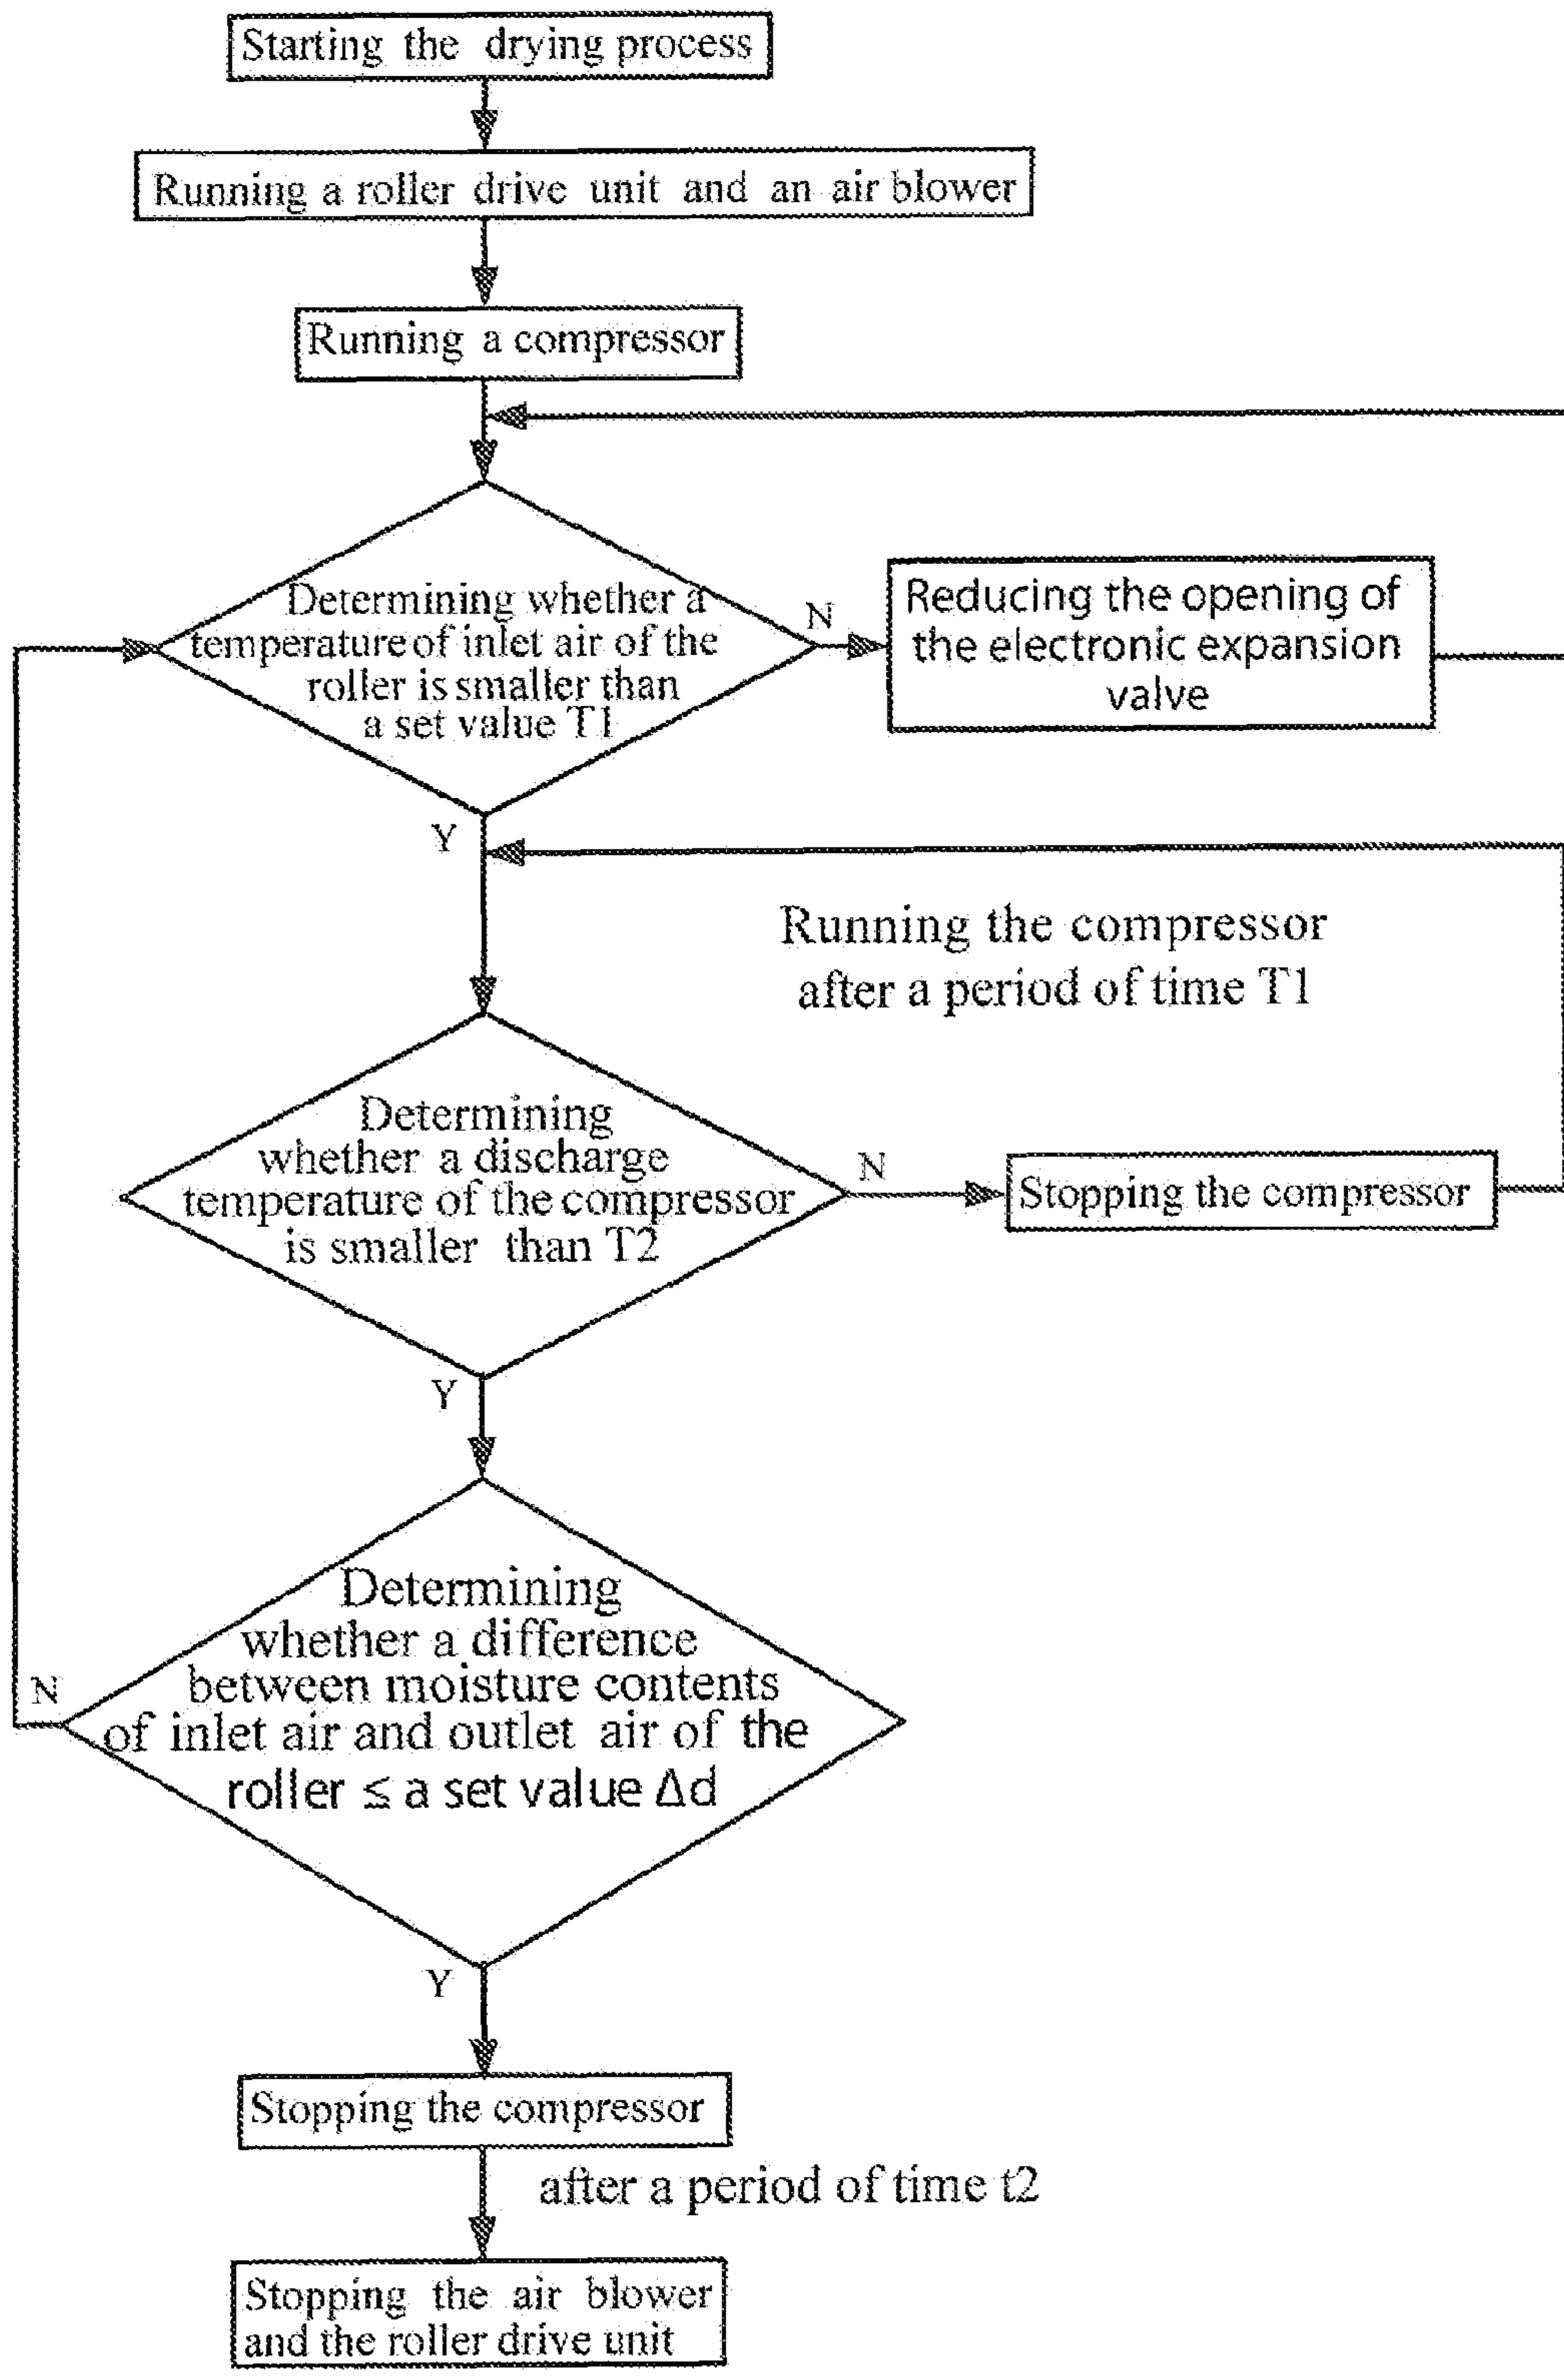 Starting the drying process
Running a roller drive unit and an air blower
Running a compressor
Determining whether a
temperature of inlet air of the
roller is smaller than
a set value T1
N
Reducing the opening of
the electronic expansion
valve
Y
Running the compressor
after a period of time T1
Determining
whether a discharge
temperature of the compressor
is smaller than T2
N
Stopping the compressor
Y
Determining
whether a difference
between moisture contents
of inlet air and outlet air of the
roller ≤ a set value Δd
N
Y
Stopping the compressor
after a period of time t2
Stopping the air blower
and the roller drive unit